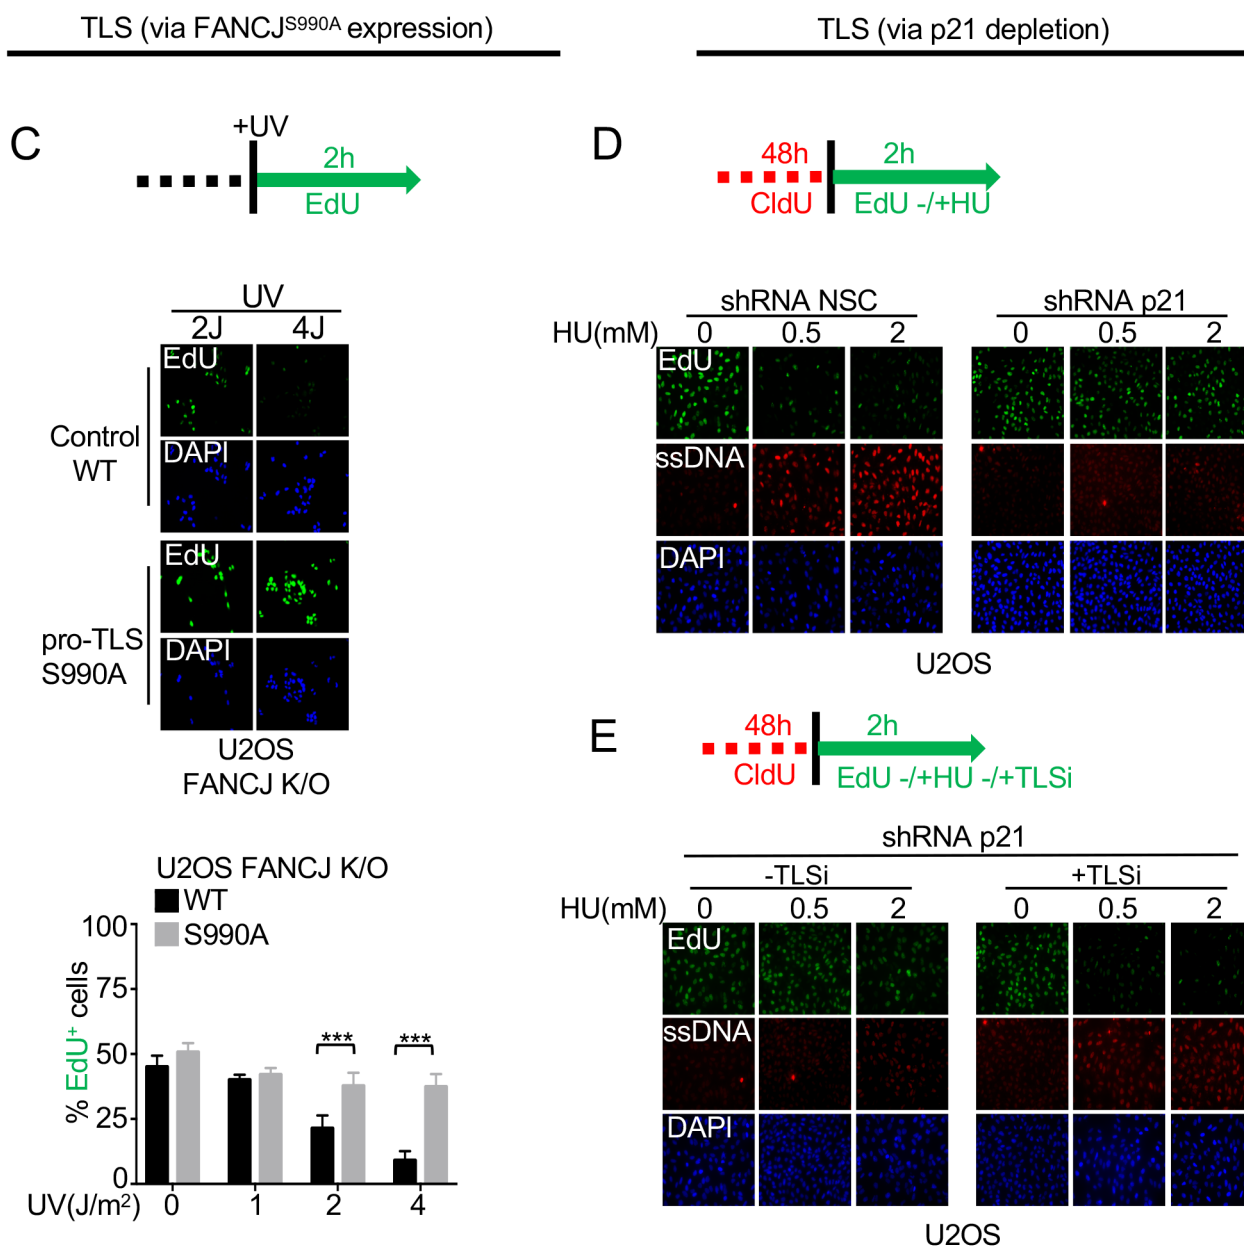 TLS (via FANCJS990A expression)
TLS (via p21 depletion)
C
+UV
2h
EdU
UV
2J 4J
EdU
Control
WT
DAPI
EdU
pro-TLS
S990A
DAPI
U2OS
FANCJ K/O
U2OS FANCJ K/O
WT
S990A
% EdU+ cells
100
75
50
25
0
*** ***
UV(J/m2) 0 1 2 4
D
48h 2h
CldU EdU -/+HU
shRNA NSC shRNA p21
HU(mM) 0 0.5 2 0 0.5 2
EdU
ssDNA
DAPI
U2OS
E
48h 2h
CldU EdU -/+HU -/+TLSi
shRNA p21
-TLSi +TLSi
HU(mM) 0 0.5 2 0 0.5 2
EdU
ssDNA
DAPI
U2OS